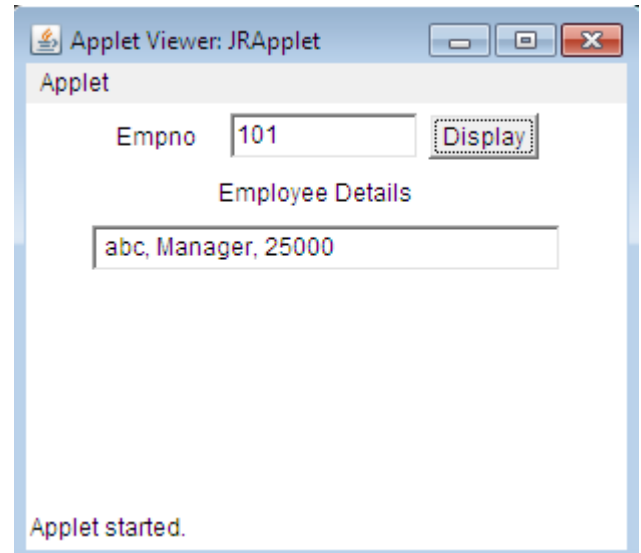 Applet Viewer: JRApplet
Applet
Empno 101 Display
Employee Details
abc, Manager, 25000
Applet started.